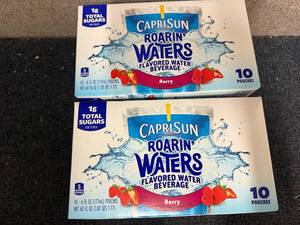 1g
TOTAL
SUGARS
CAPRISUN
ROARIN'
WATERS
FLAVORED WATER
BEVERAGE
Berry
10
POUCHES
1g
TOTAL
SUGARS
CAPRISUN
ROARIN'
WATERS
FLAVORED WATER
BEVERAGE
Berry
10
POUCHES